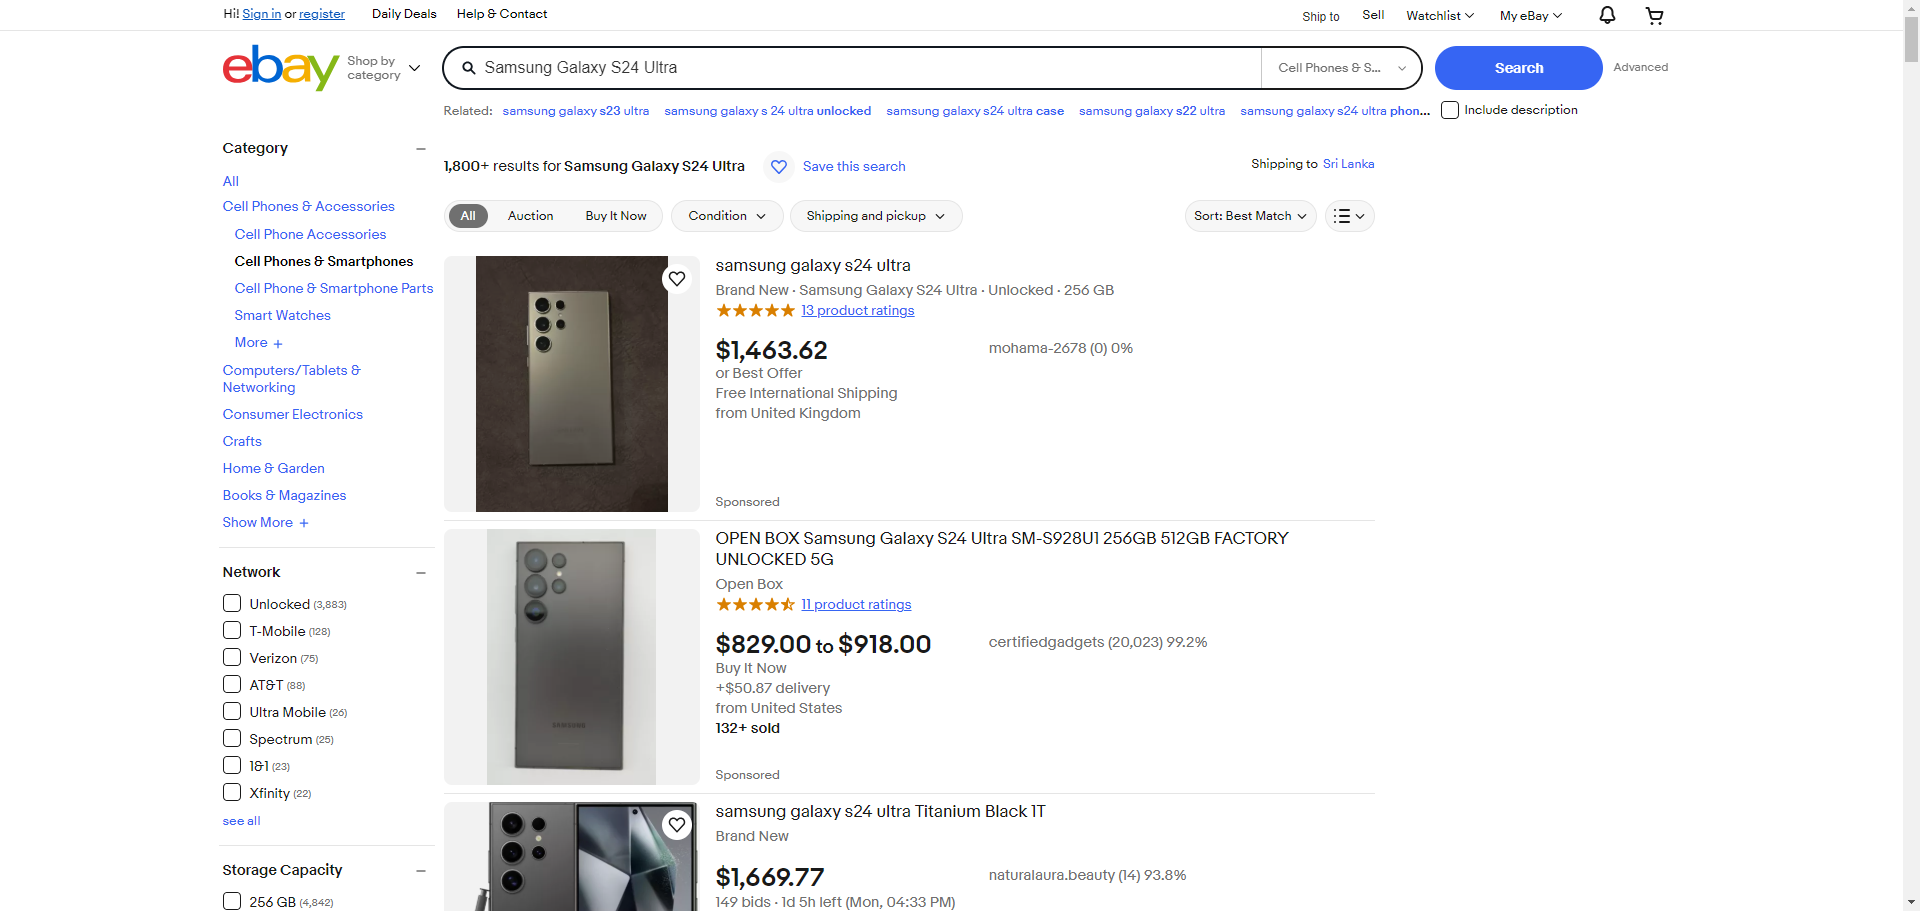 Hi! Sign in or register
Daily Deals
Help & Contact
Ship to
Sell
Watchlist
My eBay
ebay
Shop by
category
Samsung Galaxy S24 Ultra
Cell Phones & S...
Search
Advanced
Related: samsung galaxy s23 ultra samsung galaxy s 24 ultra unlocked samsung galaxy s24 ultra case samsung galaxy s22 ultra samsung galaxy s24 ultra phon...
Include description
Category
All
Cell Phones & Accessories
Cell Phone Accessories
Cell Phones & Smartphones
Cell Phone & Smartphone Parts
Smart Watches
More +
Computers/Tablets &
Networking
Consumer Electronics
Crafts
Home & Garden
Books & Magazines
Show More +
Network
Unlocked (3,883)
T-Mobile (128)
Verizon (75)
AT&T (88)
Ultra Mobile (26)
Spectrum (25)
1&1 (23)
Xfinity (22)
see all
Storage Capacity
256 GB (4,842)
1,800+ results for Samsung Galaxy S24 Ultra
Save this search
Shipping to Sri Lanka
All
Auction
Buy It Now
Condition
Shipping and pickup
Sort: Best Match
samsung galaxy s24 ultra
Brand New · Samsung Galaxy S24 Ultra · Unlocked · 256 GB
13 product ratings
$1,463.62
mohama-2678 (0) 0%
or Best Offer
Free International Shipping
from United Kingdom
Sponsored
OPEN BOX Samsung Galaxy S24 Ultra SM-S928U1 256GB 512GB FACTORY
UNLOCKED 5G
Open Box
11 product ratings
$829.00 to $918.00
certifiedgadgets (20,023) 99.2%
Buy It Now
+$50.87 delivery
from United States
132+ sold
Sponsored
SAMSUNG
samsung galaxy s24 ultra Titanium Black 1T
Brand New
$1,669.77
naturalaura.beauty (14) 93.8%
149 bids · 1d 5h left (Mon, 04:33 PM)